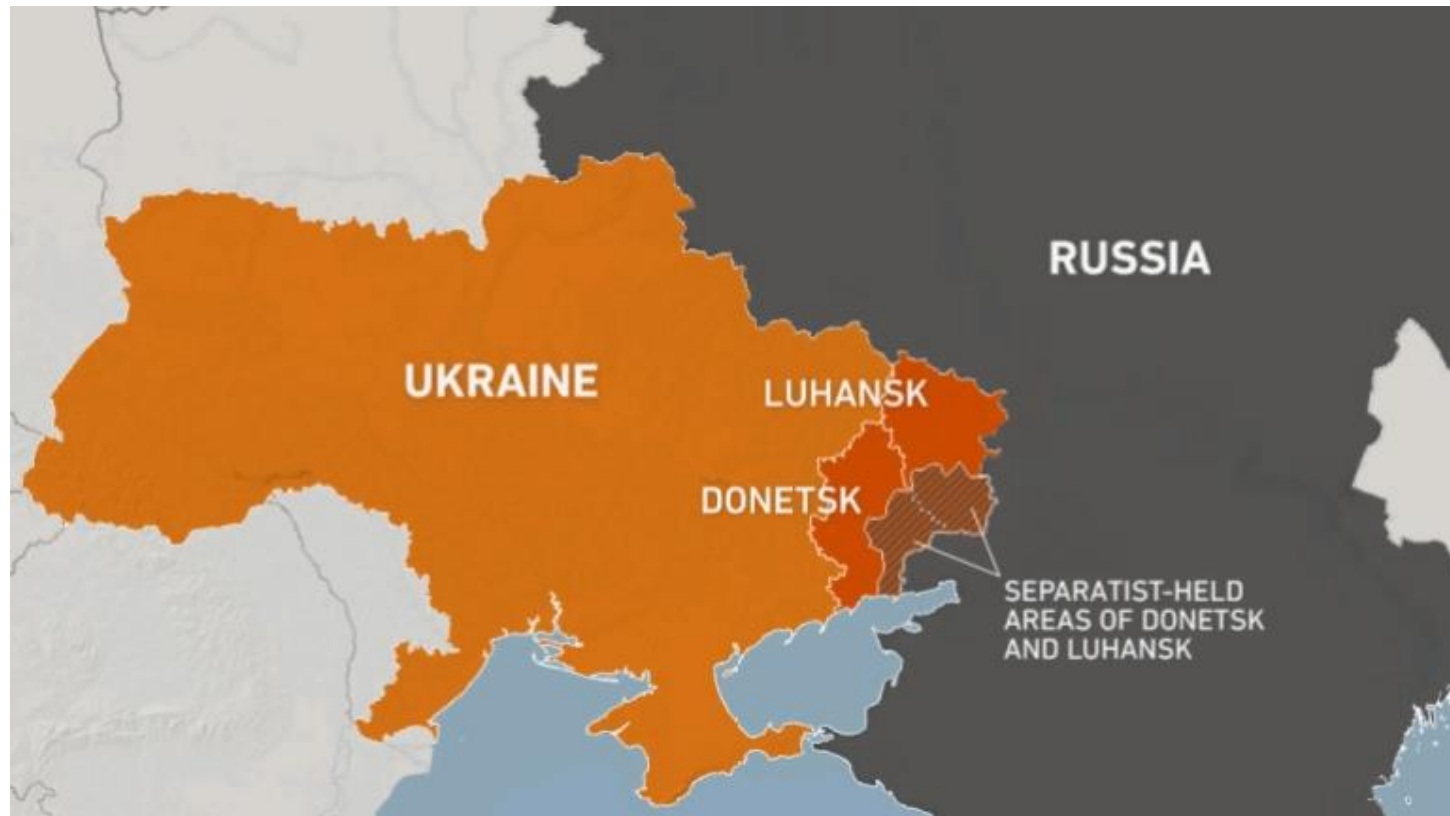 RUSSIA
UKRAINE
LUHANSK
DONETSK
SEPARATIST-HELD
AREAS OF DONETSK
AND LUHANSK